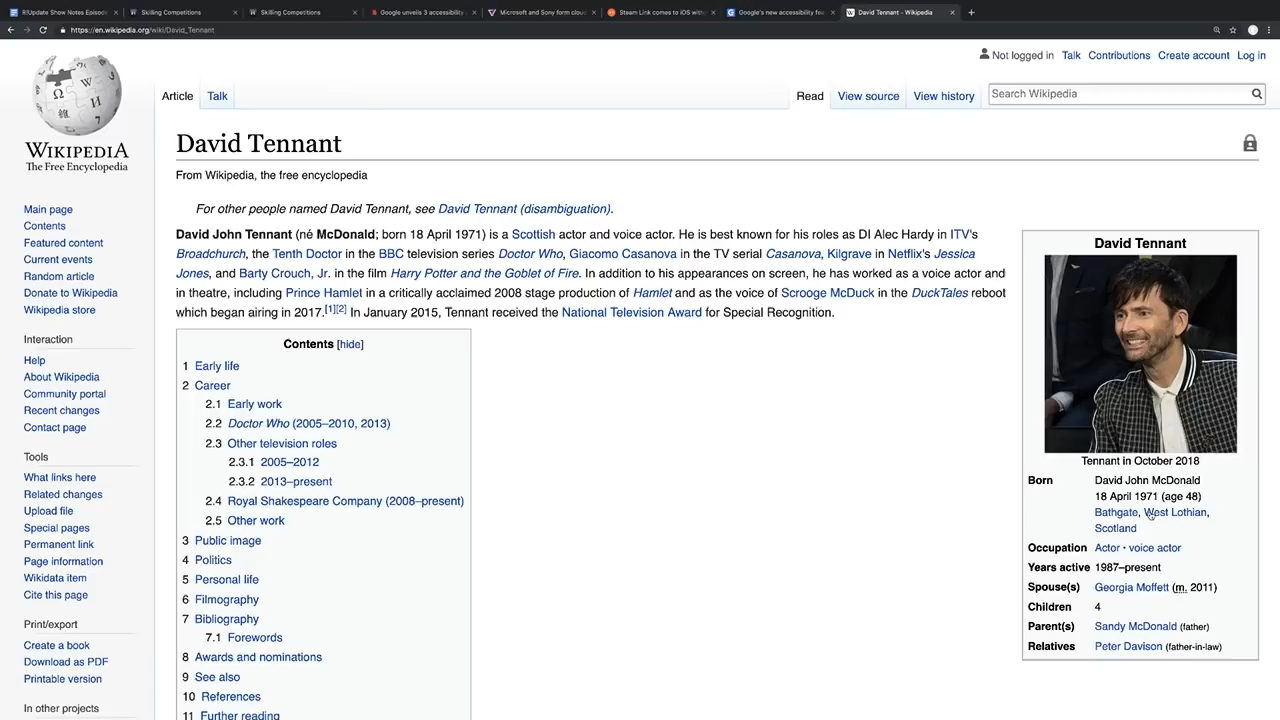 R/Update Show Notes Episode
Skilling Competitions
Skilling Competitions
Google unveils 3 accessibility
Microsoft and Sony form clou
Steam Link comes to iOS with
Google's new accessibility fea
David Tennant - Wikipedia
https://en.wikipedia.org/wiki/David_Tennant
Not logged in Talk Contributions Create account Log in
Article Talk Read View source View history Search Wikipedia
WIKIPEDIA
The Free Encyclopedia
Main page
Contents
Featured content
Current events
Random article
Donate to Wikipedia
Wikipedia store
Interaction
Help
About Wikipedia
Community portal
Recent changes
Contact page
Tools
What links here
Related changes
Upload file
Special pages
Permanent link
Page information
Wikidata item
Cite this page
Print/export
Create a book
Download as PDF
Printable version
In other projects
David Tennant
From Wikipedia, the free encyclopedia
For other people named David Tennant, see David Tennant (disambiguation).
David John Tennant (né McDonald; born 18 April 1971) is a Scottish actor and voice actor. He is best known for his roles as DI Alec Hardy in ITV's
Broadchurch, the Tenth Doctor in the BBC television series Doctor Who, Giacomo Casanova in the TV serial Casanova, Kilgrave in Netflix's Jessica
Jones, and Barty Crouch, Jr. in the film Harry Potter and the Goblet of Fire. In addition to his appearances on screen, he has worked as a voice actor and
in theatre, including Prince Hamlet in a critically acclaimed 2008 stage production of Hamlet and as the voice of Scrooge McDuck in the DuckTales reboot
which began airing in 2017.[1][2] In January 2015, Tennant received the National Television Award for Special Recognition.
Contents [hide]
1 Early life
2 Career
2.1 Early work
2.2 Doctor Who (2005–2010, 2013)
2.3 Other television roles
2.3.1 2005–2012
2.3.2 2013–present
2.4 Royal Shakespeare Company (2008–present)
2.5 Other work
3 Public image
4 Politics
5 Personal life
6 Filmography
7 Bibliography
7.1 Forewords
8 Awards and nominations
9 See also
10 References
11 Further reading
David Tennant
Tennant in October 2018
Born David John McDonald
18 April 1971 (age 48)
Bathgate, West Lothian,
Scotland
Occupation Actor · voice actor
Years active 1987–present
Spouse(s) Georgia Moffett (m. 2011)
Children 4
Parent(s) Sandy McDonald (father)
Relatives Peter Davison (father-in-law)